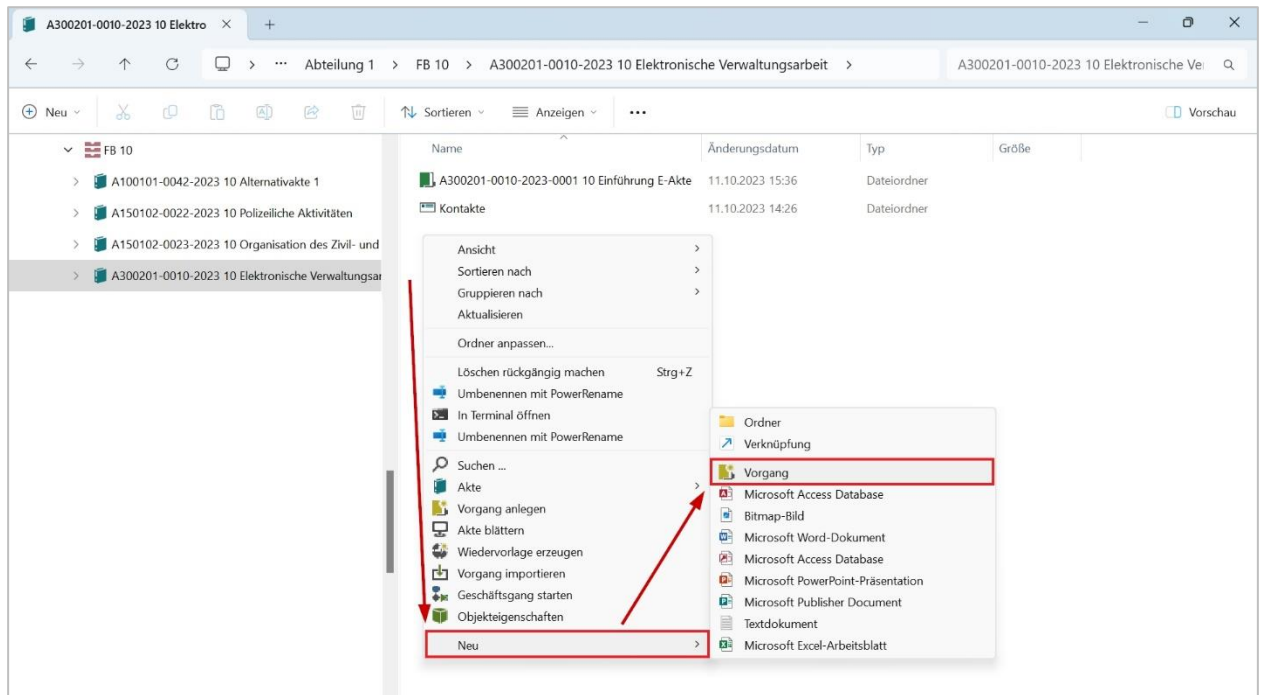 A300201-0010-2023 10 Elektro
Abteilung 1 > FB 10 > A300201-0010-2023 10 Elektronische Verwaltungsarbeit >
A300201-0010-2023 10 Elektronische Ve
Neu
Sortieren
Anzeigen
Vorschau
FB 10
A100101-0042-2023 10 Alternativakte 1
A150102-0022-2023 10 Polizeiliche Aktivitäten
A150102-0023-2023 10 Organisation des Zivil- und
A300201-0010-2023 10 Elektronische Verwaltungsar
Name Änderungsdatum Typ Größe
A300201-0010-2023-0001 10 Einführung E-Akte 11.10.2023 15:36 Dateiordner
Kontakte 11.10.2023 14:26 Dateiordner
Ansicht
Sortieren nach
Gruppieren nach
Aktualisieren
Ordner anpassen...
Löschen rückgängig machen Strg+Z
Umbenennen mit PowerRename
In Terminal öffnen
Umbenennen mit PowerRename
Suchen ...
Akte
Vorgang anlegen
Akte blättern
Wiedervorlage erzeugen
Vorgang importieren
Geschäftsgang starten
Objekteigenschaften
Neu
Ordner
Verknüpfung
Vorgang
Microsoft Access Database
Bitmap-Bild
Microsoft Word-Dokument
Microsoft Access Database
Microsoft PowerPoint-Präsentation
Microsoft Publisher Document
Textdokument
Microsoft Excel-Arbeitsblatt